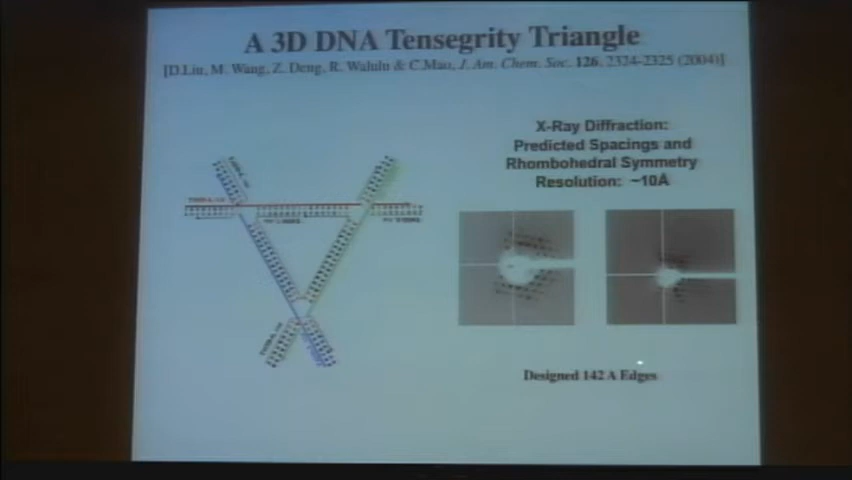 A 3D DNA Tensegrity Triangle
[D.Liu, M. Wang, Z. Deng, R. Walulu & C.Mao, J. Am. Chem. Soc. 126, 2324-2325 (2004)]
X-Ray Diffraction:
Predicted Spacings and
Rhombohedral Symmetry
Resolution: ~10Å
Designed 142 A Edges